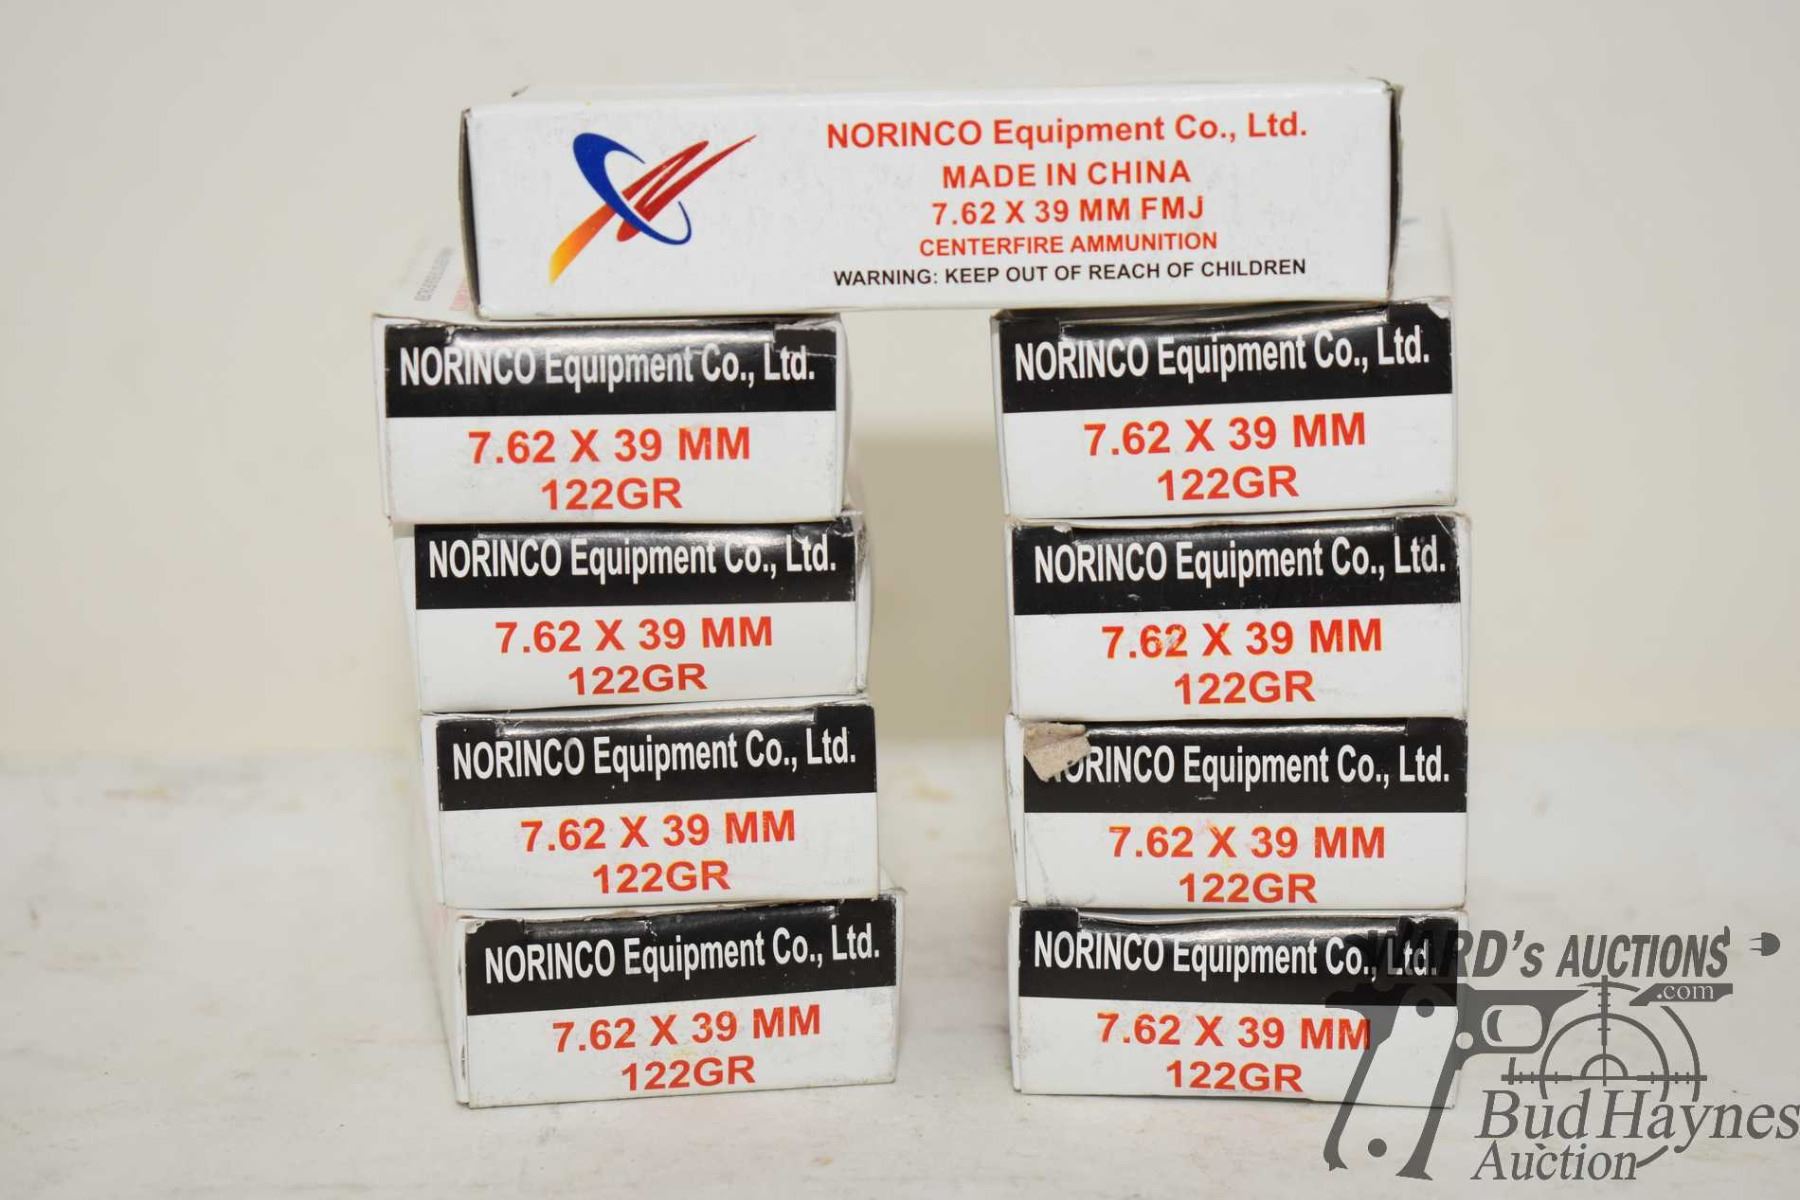 NORINCO Equipment Co., Ltd.
MADE IN CHINA
7.62 X 39 MM FMJ
CENTERFIRE AMMUNITION
WARNING: KEEP OUT OF REACH OF CHILDREN
NORINCO Equipment Co., Ltd.
7.62 X 39 MM
122GR
NORINCO Equipment Co., Ltd.
7.62 X 39 MM
122GR
NORINCO Equipment Co., Ltd.
7.62 X 39 MM
122GR
NORINCO Equipment Co., Ltd.
7.62 X 39 MM
122GR
NORINCO Equipment Co., Ltd.
7.62 X 39 MM
122GR
NORINCO Equipment Co., Ltd.
7.62 X 39 MM
122GR
NORINCO Equipment Co., Ltd.
7.62 X 39 MM
122GR
NORINCO Equipment Co., Ltd.
7.62 X 39 MM
122GR
WARD's AUCTIONS
.com
Bud Haynes
Auction